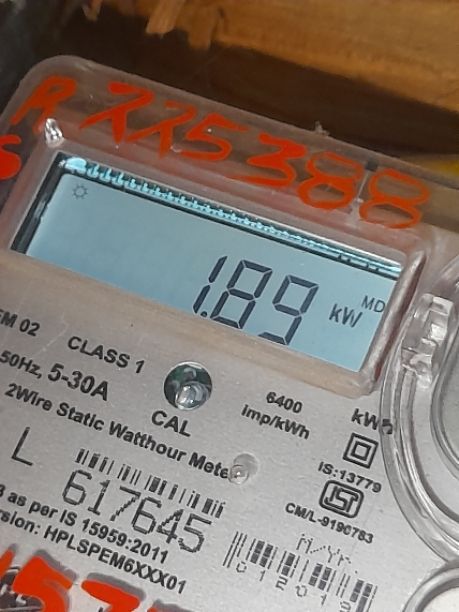 R 225388
1.89 kW MD
EM 02
CLASS 1
50Hz, 5-30A
CAL
6400
imp/kWh
kWh
2Wire Static Watthour Meter
IS:13779
L
617645
CM/L-9190783
as per IS 15959:2011
ersion: HPLSPEM6XXX01
M/YR.